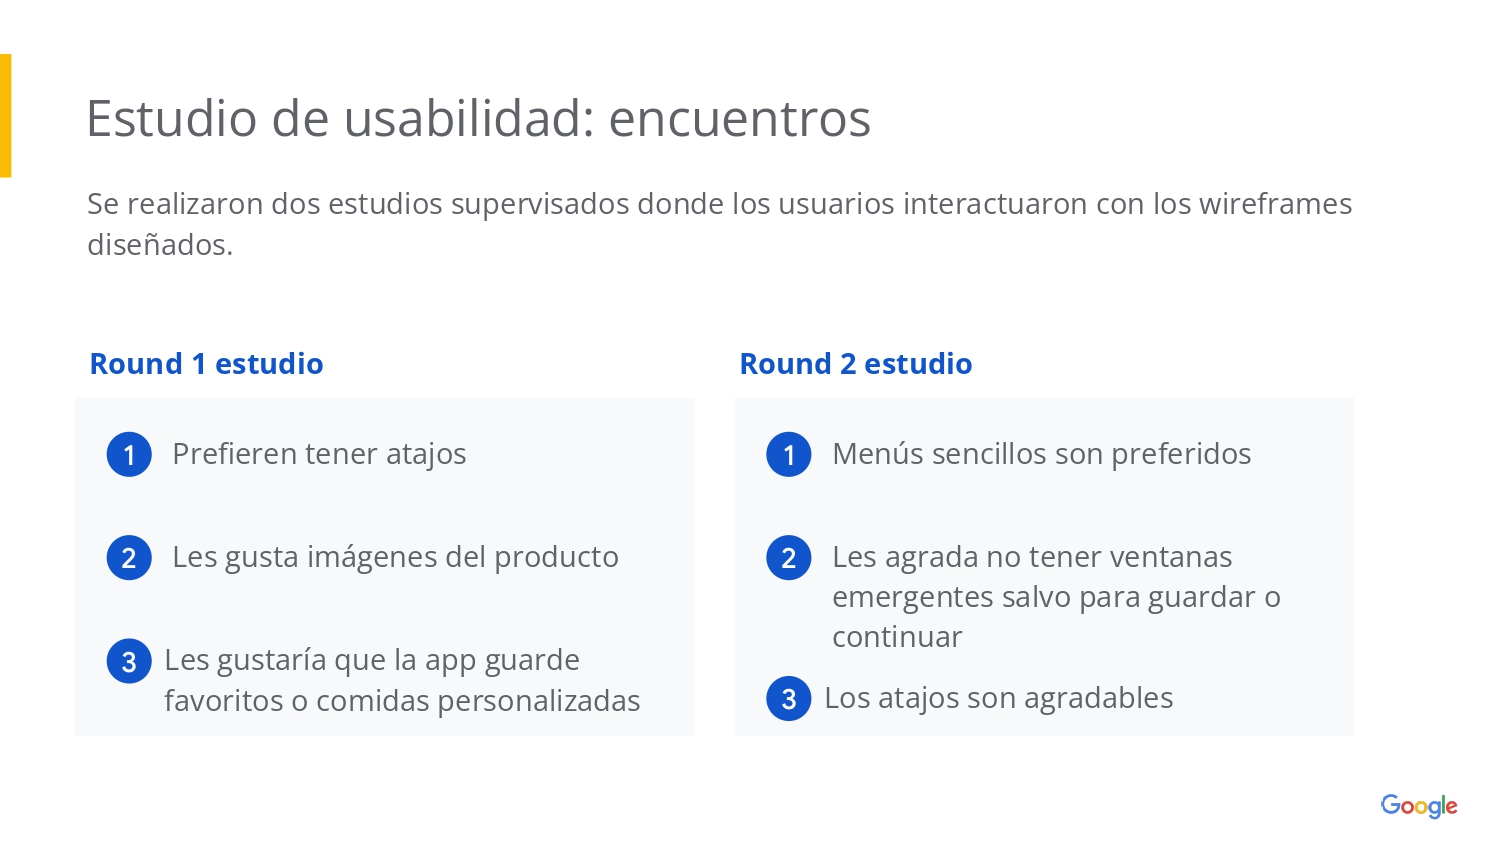 Estudio de usabilidad: encuentros
Se realizaron dos estudios supervisados donde los usuarios interactuaron con los wireframes
diseñados.
Round 1 estudio
1 Prefieren tener atajos
2 Les gusta imágenes del producto
3 Les gustaría que la app guarde
favoritos o comidas personalizadas
Round 2 estudio
1 Menús sencillos son preferidos
2 Les agrada no tener ventanas
emergentes salvo para guardar o
continuar
3 Los atajos son agradables
Google